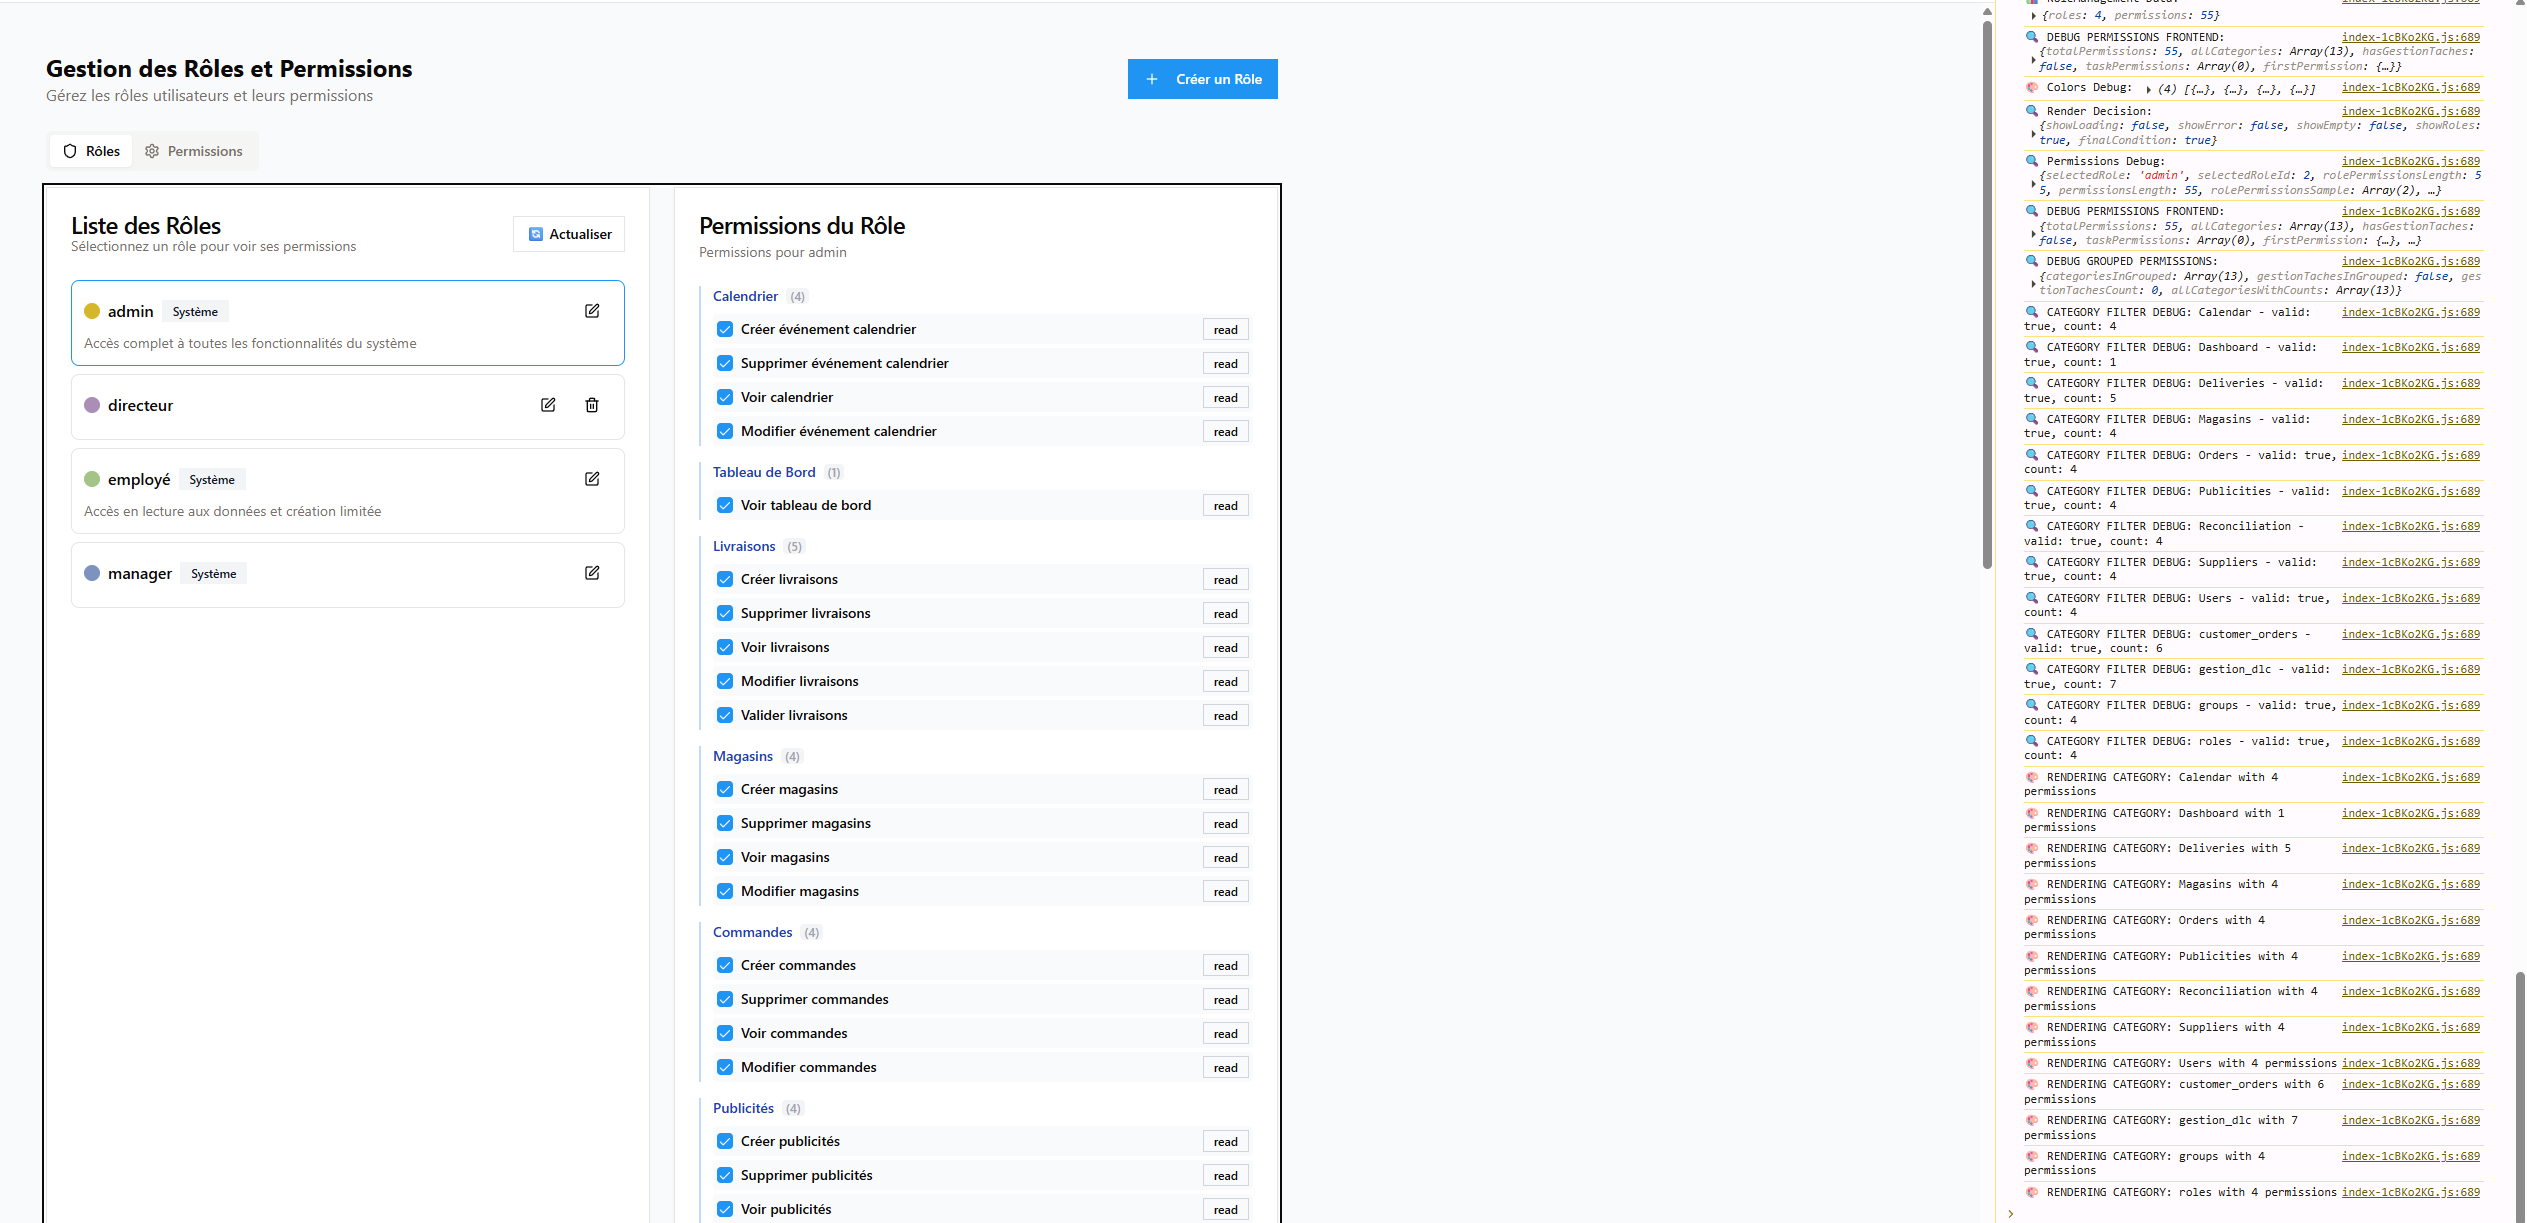 Gestion des Rôles et Permissions
Gérez les rôles utilisateurs et leurs permissions
Créer un Rôle
Rôles
Permissions
Liste des Rôles
Sélectionnez un rôle pour voir ses permissions
Actualiser
admin Système
Accès complet à toutes les fonctionnalités du système
directeur
employé Système
Accès en lecture aux données et création limitée
manager Système
Permissions du Rôle
Permissions pour admin
Calendrier (4)
Créer événement calendrier read
Supprimer événement calendrier read
Voir calendrier read
Modifier événement calendrier read
Tableau de Bord (1)
Voir tableau de bord read
Livraisons (5)
Créer livraisons read
Supprimer livraisons read
Voir livraisons read
Modifier livraisons read
Valider livraisons read
Magasins (4)
Créer magasins read
Supprimer magasins read
Voir magasins read
Modifier magasins read
Commandes (4)
Créer commandes read
Supprimer commandes read
Voir commandes read
Modifier commandes read
Publicités (4)
Créer publicités read
Supprimer publicités read
Voir publicités read
{roles: 4, permissions: 55}
DEBUG PERMISSIONS FRONTEND: index-1cBKo2KG.js:689
{totalPermissions: 55, allCategories: Array(13), hasGestionTaches:
false, taskPermissions: Array(0), firstPermission: {…}}
Colors Debug: (4) [{…}, {…}, {…}, {…}] index-1cBKo2KG.js:689
Render Decision: index-1cBKo2KG.js:689
{showLoading: false, showError: false, showEmpty: false, showRoles:
true, finalCondition: true}
Permissions Debug: index-1cBKo2KG.js:689
{selectedRole: 'admin', selectedRoleId: 2, rolePermissionsLength: 5
5, permissionsLength: 55, rolePermissionsSample: Array(2), …}
DEBUG PERMISSIONS FRONTEND: index-1cBKo2KG.js:689
{totalPermissions: 55, allCategories: Array(13), hasGestionTaches:
false, taskPermissions: Array(0), firstPermission: {…}, …}
DEBUG GROUPED PERMISSIONS: index-1cBKo2KG.js:689
{categoriesInGrouped: Array(13), gestionTachesInGrouped: false, ges
tionTachesCount: 0, allCategoriesWithCounts: Array(13)}
CATEGORY FILTER DEBUG: Calendar - valid: index-1cBKo2KG.js:689
true, count: 4
CATEGORY FILTER DEBUG: Dashboard - valid: index-1cBKo2KG.js:689
true, count: 1
CATEGORY FILTER DEBUG: Deliveries - valid: index-1cBKo2KG.js:689
true, count: 5
CATEGORY FILTER DEBUG: Magasins - valid: index-1cBKo2KG.js:689
true, count: 4
CATEGORY FILTER DEBUG: Orders - valid: true, index-1cBKo2KG.js:689
count: 4
CATEGORY FILTER DEBUG: Publicities - valid: index-1cBKo2KG.js:689
true, count: 4
CATEGORY FILTER DEBUG: Reconciliation - index-1cBKo2KG.js:689
valid: true, count: 4
CATEGORY FILTER DEBUG: Suppliers - valid: index-1cBKo2KG.js:689
true, count: 4
CATEGORY FILTER DEBUG: Users - valid: true, index-1cBKo2KG.js:689
count: 4
CATEGORY FILTER DEBUG: customer_orders - index-1cBKo2KG.js:689
valid: true, count: 6
CATEGORY FILTER DEBUG: gestion_dlc - valid: index-1cBKo2KG.js:689
true, count: 7
CATEGORY FILTER DEBUG: groups - valid: true, index-1cBKo2KG.js:689
count: 4
CATEGORY FILTER DEBUG: roles - valid: true, index-1cBKo2KG.js:689
count: 4
RENDERING CATEGORY: Calendar with 4 index-1cBKo2KG.js:689
permissions
RENDERING CATEGORY: Dashboard with 1 index-1cBKo2KG.js:689
permissions
RENDERING CATEGORY: Deliveries with 5 index-1cBKo2KG.js:689
permissions
RENDERING CATEGORY: Magasins with 4 index-1cBKo2KG.js:689
permissions
RENDERING CATEGORY: Orders with 4 index-1cBKo2KG.js:689
permissions
RENDERING CATEGORY: Publicities with 4 index-1cBKo2KG.js:689
permissions
RENDERING CATEGORY: Reconciliation with 4 index-1cBKo2KG.js:689
permissions
RENDERING CATEGORY: Suppliers with 4 index-1cBKo2KG.js:689
permissions
RENDERING CATEGORY: Users with 4 permissions index-1cBKo2KG.js:689
RENDERING CATEGORY: customer_orders with 6 index-1cBKo2KG.js:689
permissions
RENDERING CATEGORY: gestion_dlc with 7 index-1cBKo2KG.js:689
permissions
RENDERING CATEGORY: groups with 4 index-1cBKo2KG.js:689
permissions
RENDERING CATEGORY: roles with 4 permissions index-1cBKo2KG.js:689